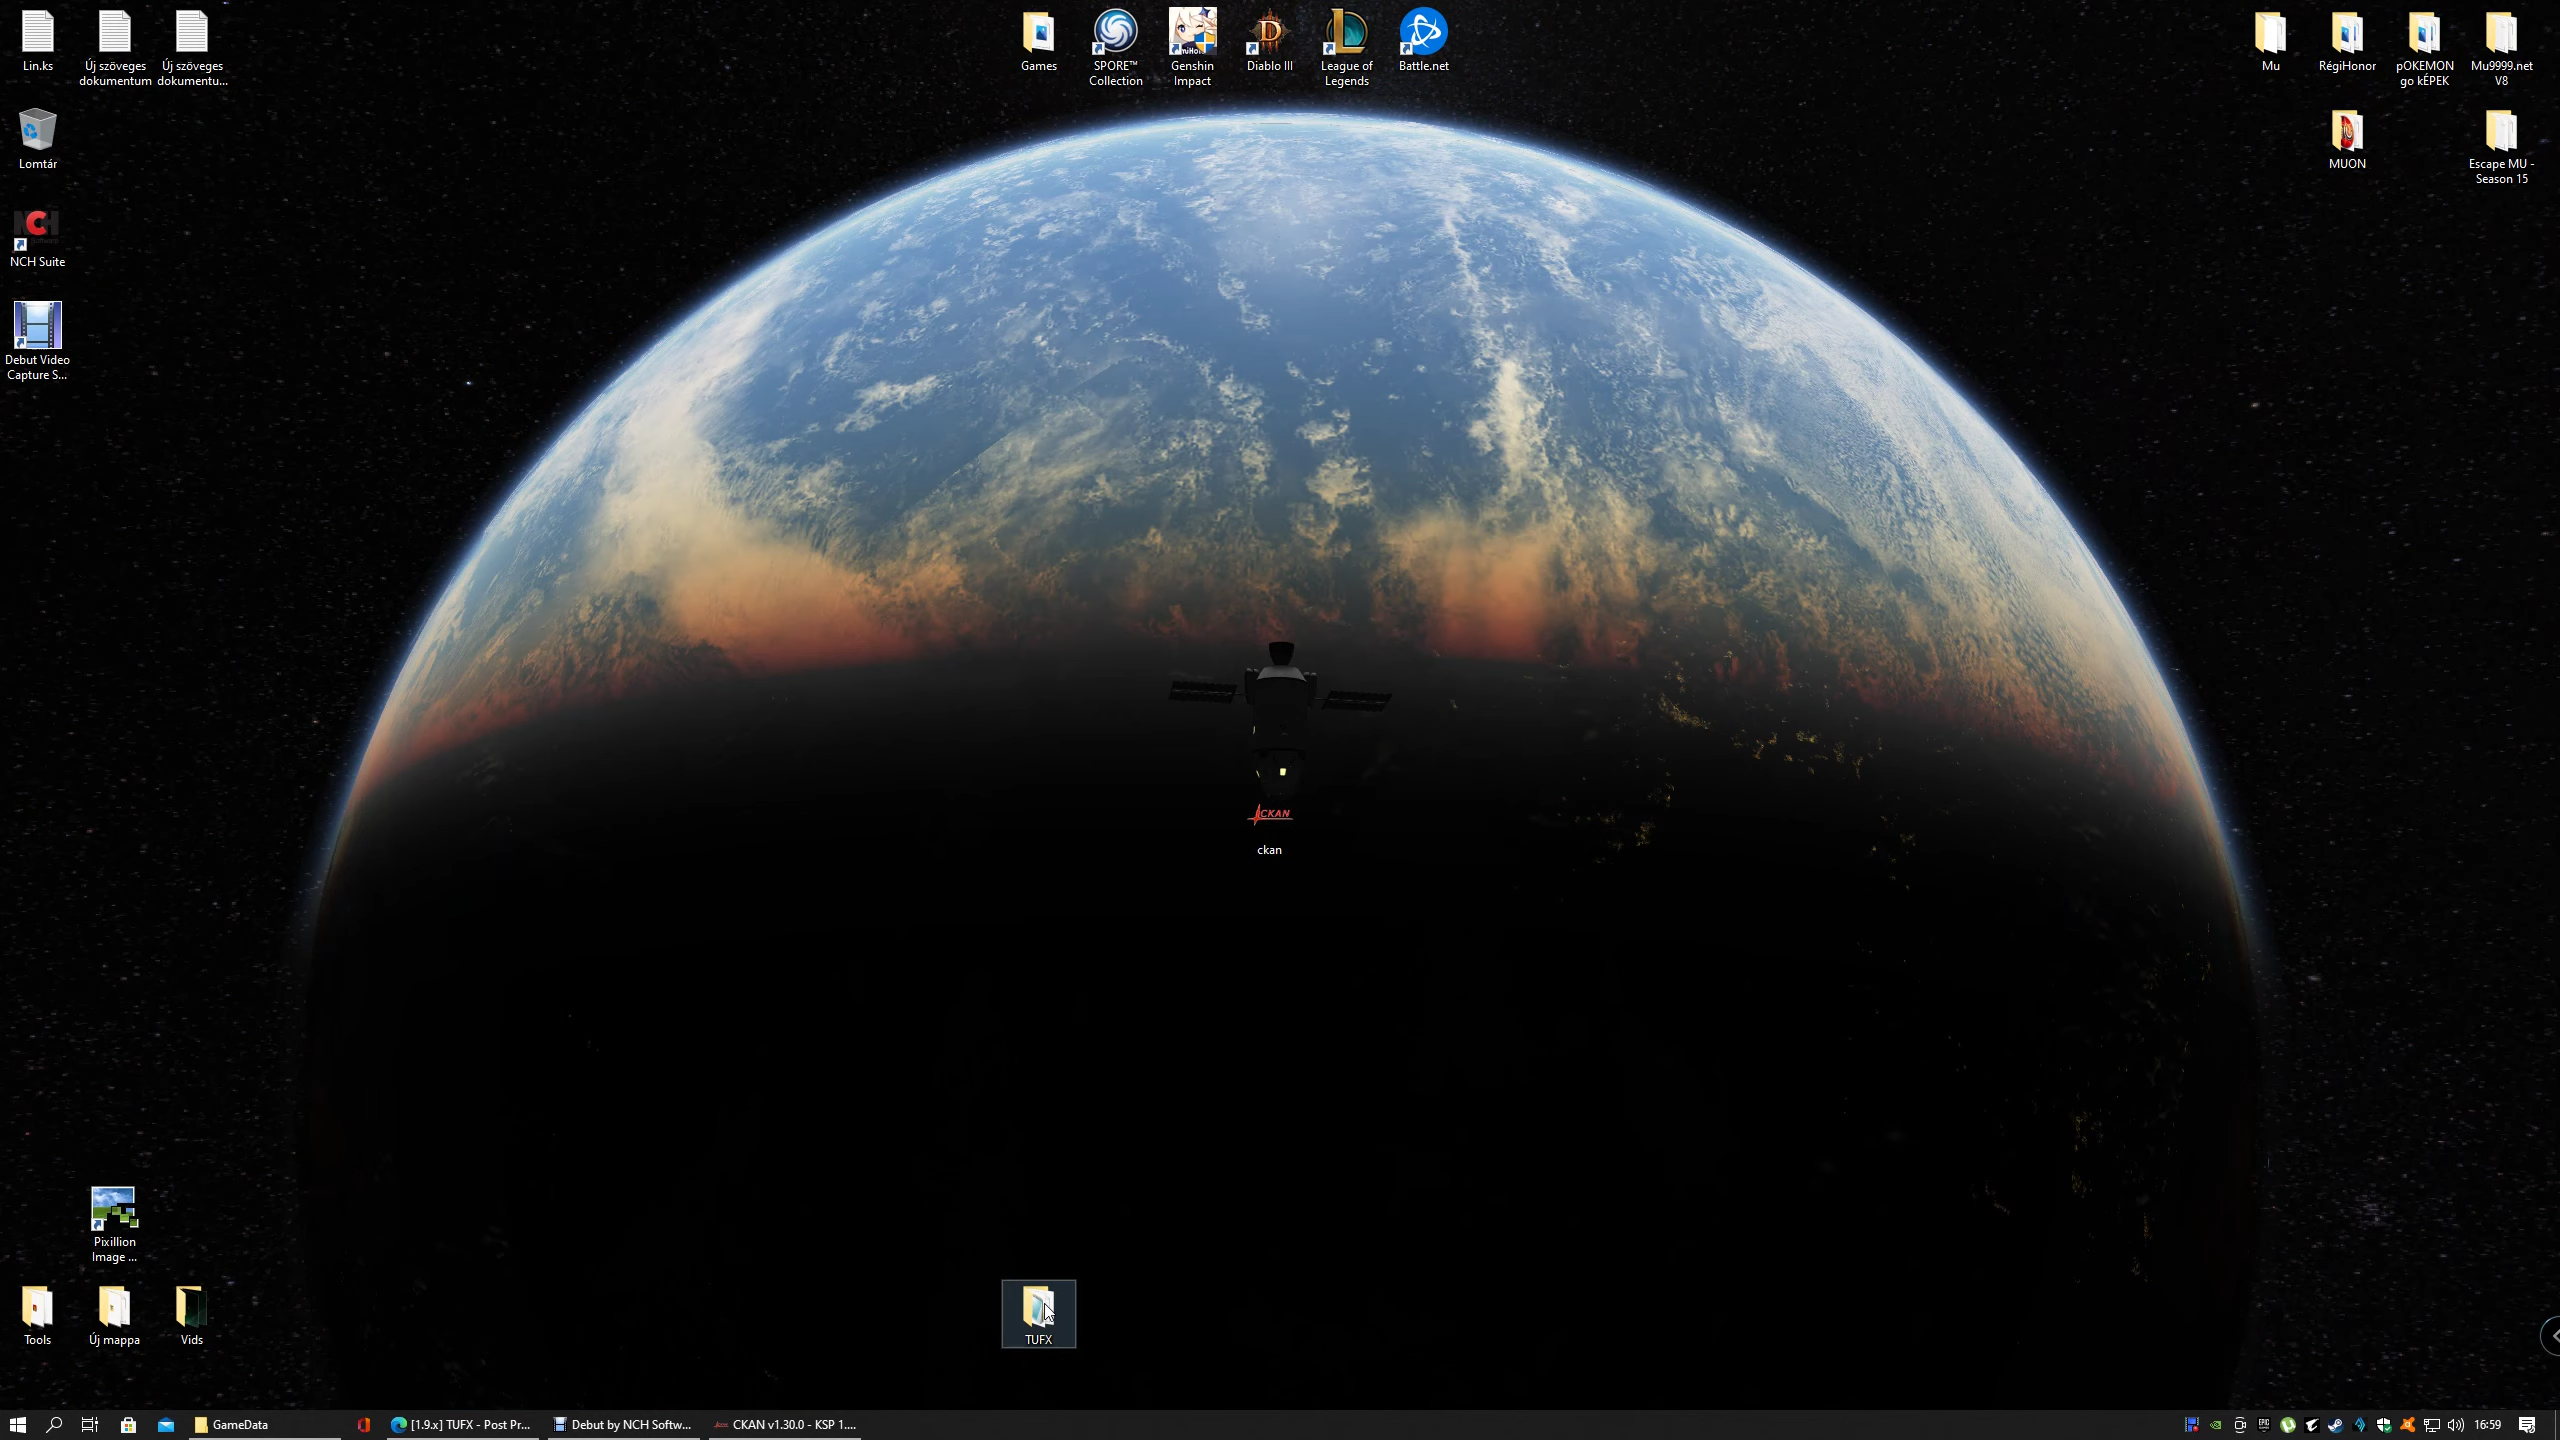 Lin.ks
Új szöveges
dokumentum
Új szöveges
dokumentu...
Games
SPORE™
Collection
Genshin
Impact
Diablo III
League of
Legends
Battle.net
Mu
RégiHonor
pOKEMON
go kÉPEK
Mu9999.net
V8
Lomtár
MUON
Escape MU -
Season 15
NCH
NCH Suite
Debut Video
Capture S...
CKAN
ckan
Pixillion
Image ...
Tools
Új mappa
Vids
TUFX
GameData
[1.9.x] TUFX - Post Pr...
Debut by NCH Softw...
CKAN v1.30.0 - KSP 1....
16:59